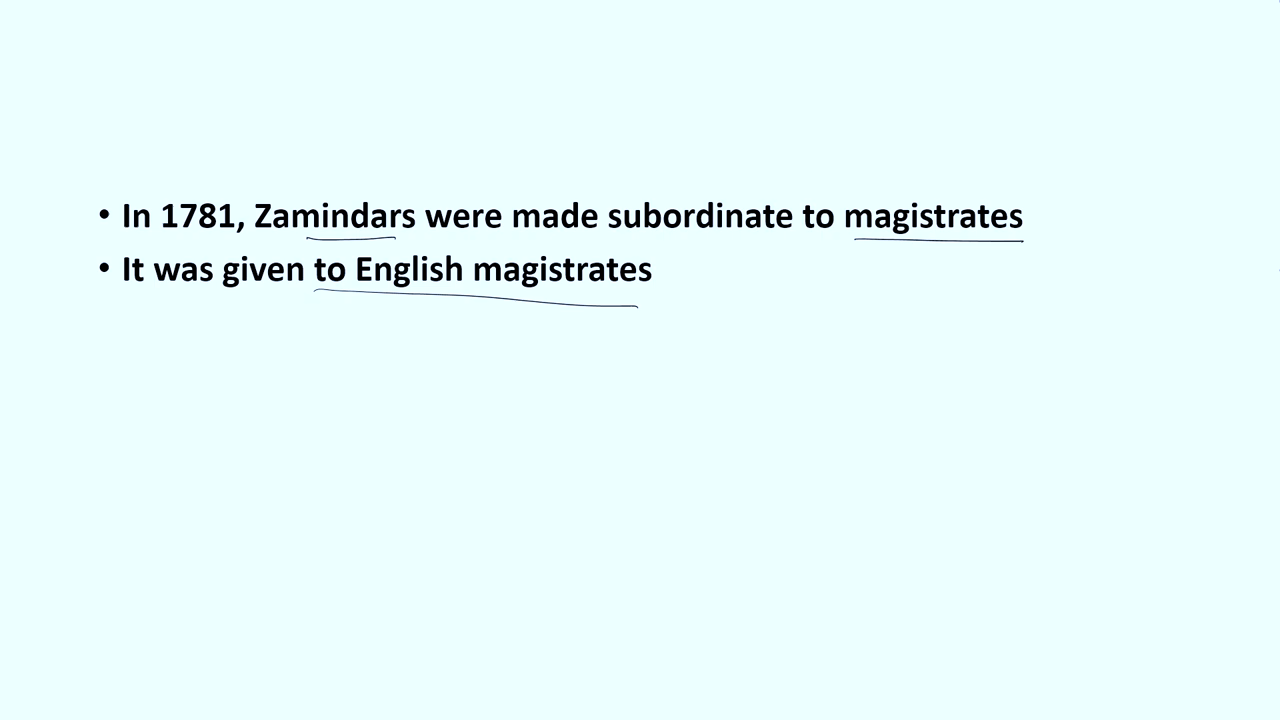 • In 1781, Zamindars were made subordinate to magistrates
• It was given to English magistrates